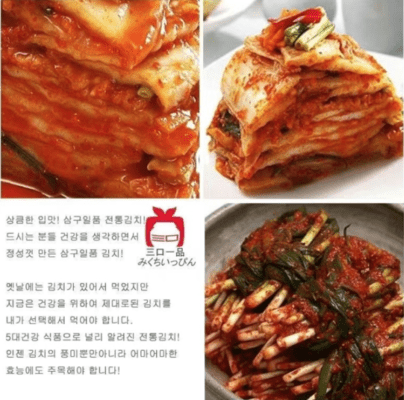 상큼한 입맛! 삼구일품 전통김치!
드시는 분들 건강을 생각하면서
정성껏 만든 삼구일품 김치!
三口一品
みくちいっぴん
옛날에는 김치가 있어서 먹었지만
지금은 건강을 위하여 제대로된 김치를
내가 선택해서 먹어야 합니다.
5대건강 식품으로 널리 알려진 전통김치!
인젠 김치의 풍미뿐만아니라 어마어마한
효능에도 주목해야 합니다!